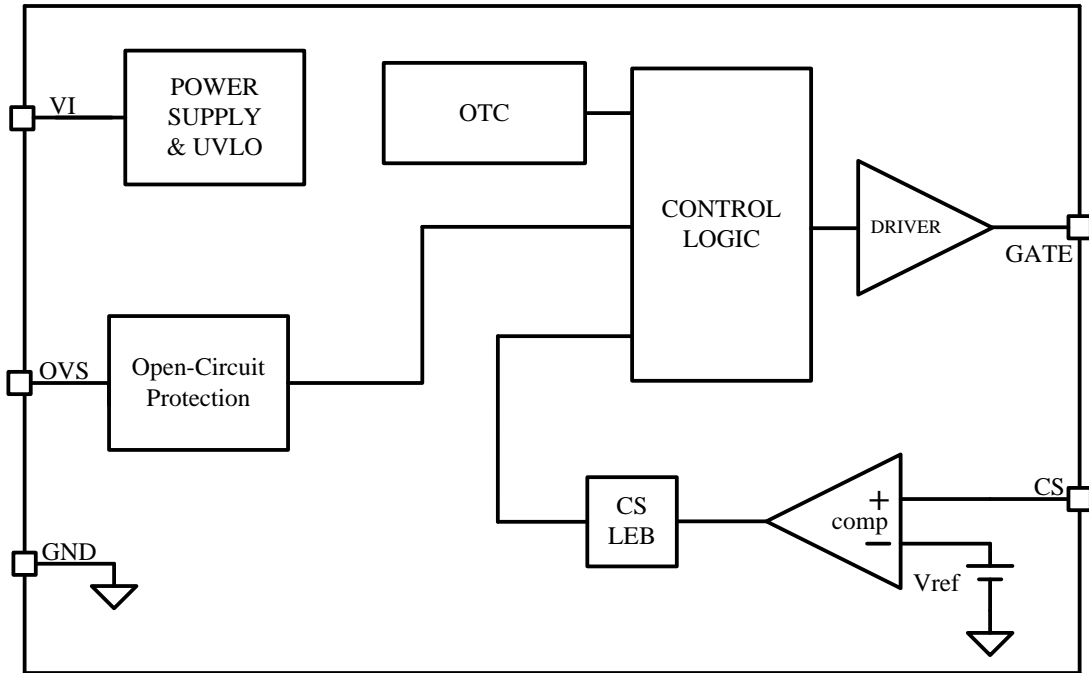 VI
POWER
SUPPLY
& UVLO
OTC
CONTROL
LOGIC
DRIVER
GATE
OVS
Open-Circuit
Protection
CS
LEB
+
comp
−
CS
Vref
GND